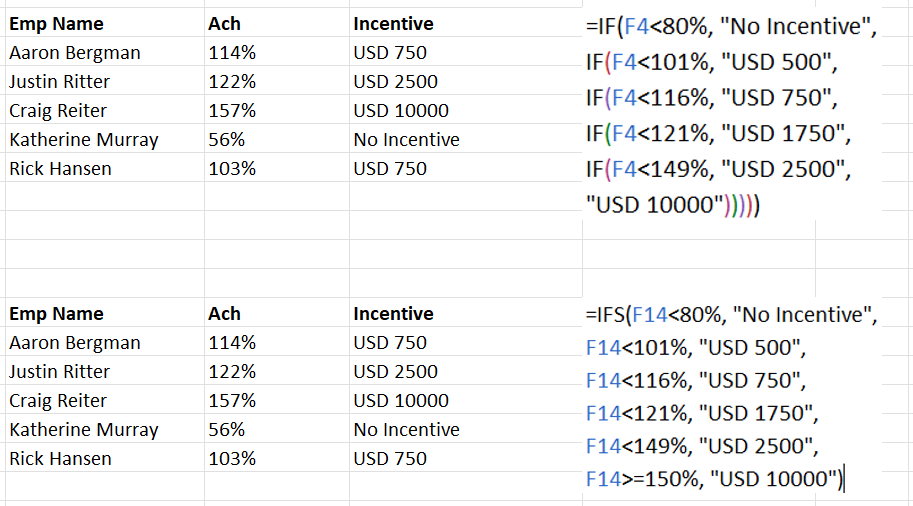 Emp Name Ach Incentive
Aaron Bergman 114% USD 750
Justin Ritter 122% USD 2500
Craig Reiter 157% USD 10000
Katherine Murray 56% No Incentive
Rick Hansen 103% USD 750
=IF(F4<80%, "No Incentive",
IF(F4<101%, "USD 500",
IF(F4<116%, "USD 750",
IF(F4<121%, "USD 1750",
IF(F4<149%, "USD 2500",
"USD 10000")))))
Emp Name Ach Incentive
Aaron Bergman 114% USD 750
Justin Ritter 122% USD 2500
Craig Reiter 157% USD 10000
Katherine Murray 56% No Incentive
Rick Hansen 103% USD 750
=IFS(F14<80%, "No Incentive",
F14<101%, "USD 500",
F14<116%, "USD 750",
F14<121%, "USD 1750",
F14<149%, "USD 2500",
F14>=150%, "USD 10000")